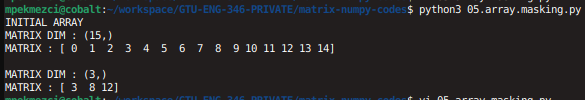 mpekmezci@cobalt:~/workspace/GTU-ENG-346-PRIVATE/matrix-numpy-codes$ python3 05.array.masking.py
INITIAL ARRAY
MATRIX DIM : (15,)
MATRIX : [ 0  1  2  3  4  5  6  7  8  9 10 11 12 13 14]
MATRIX DIM : (3,)
MATRIX : [ 3  8 12]
mpekmezci@cobalt:~/workspace/GTU-ENG-346-PRIVATE/matrix-numpy-codes$ vi 05.array.masking.py